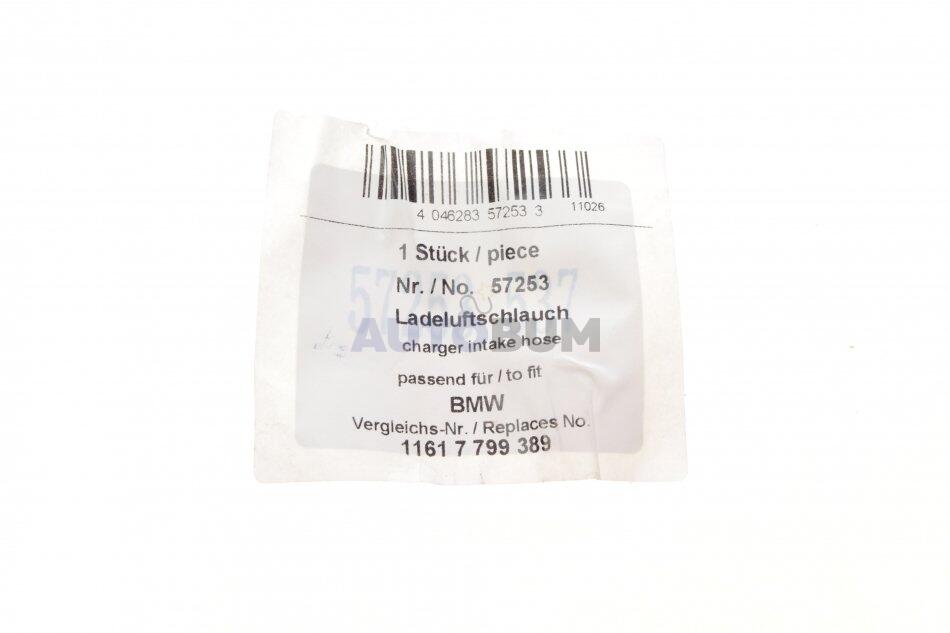 4 046283 57253 3 11026
1 Stück / piece
Nr. / No. 57253
Ladeluftschlauch
AUTOBUM
charger intake hose
passend für / to fit
BMW
Vergleichs-Nr. / Replaces No.
1161 7 799 389